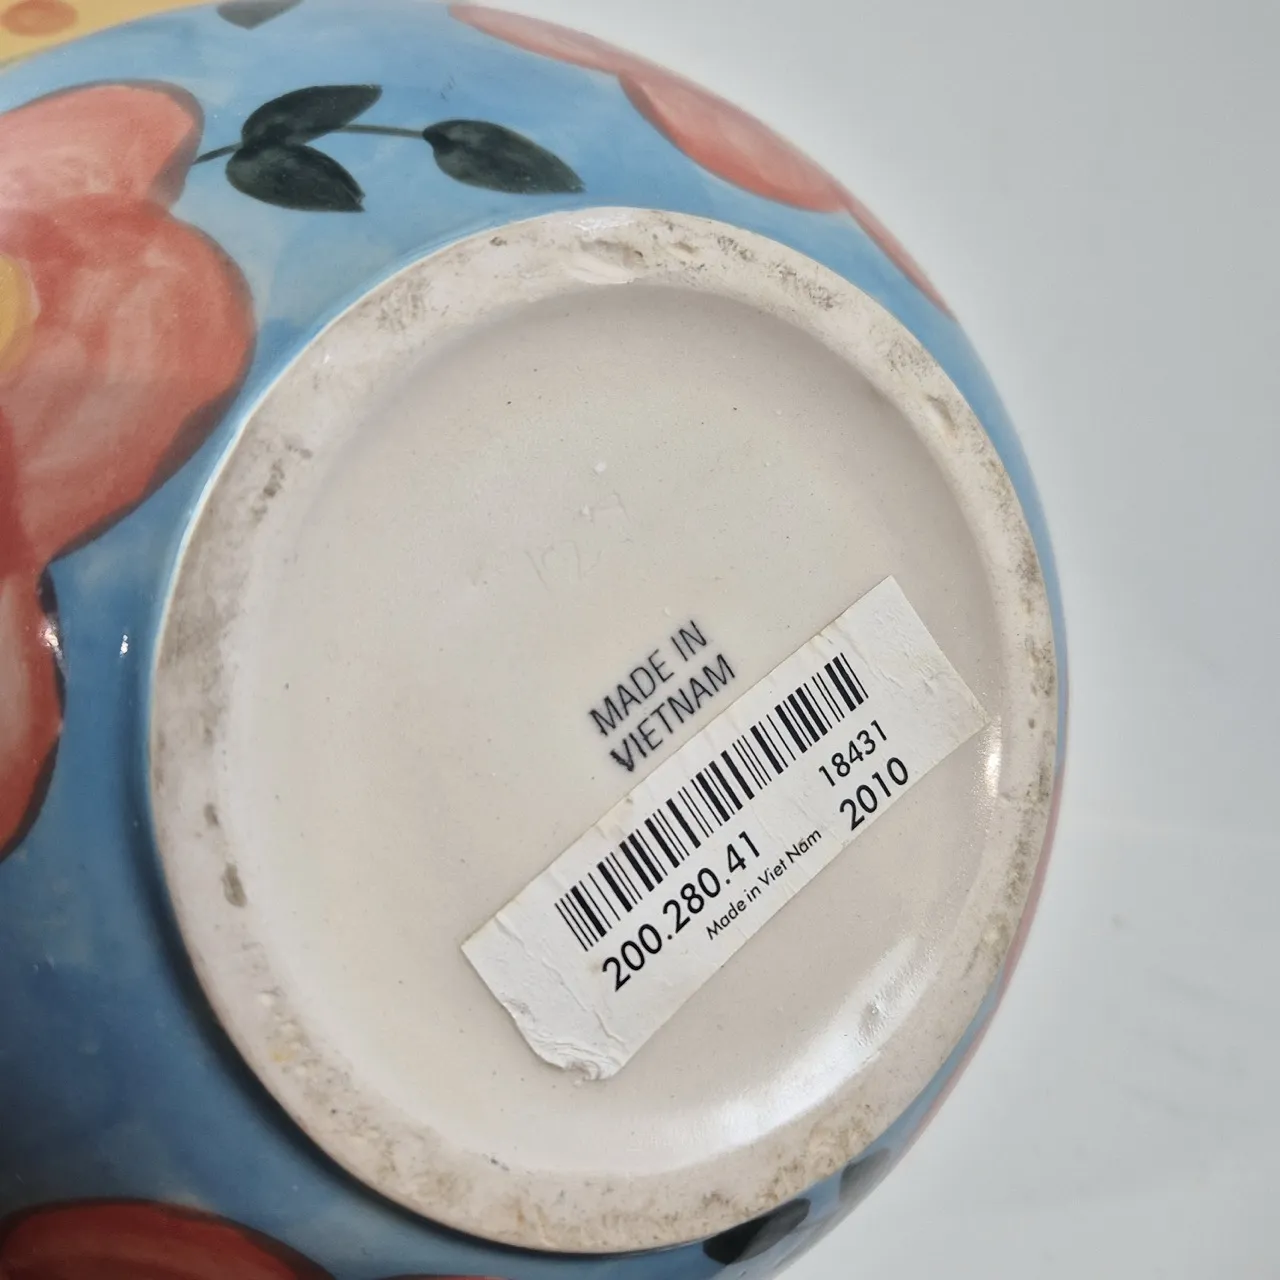 MADE IN
VIETNAM
18431
200.280.41
2010
Made in Viet Nam